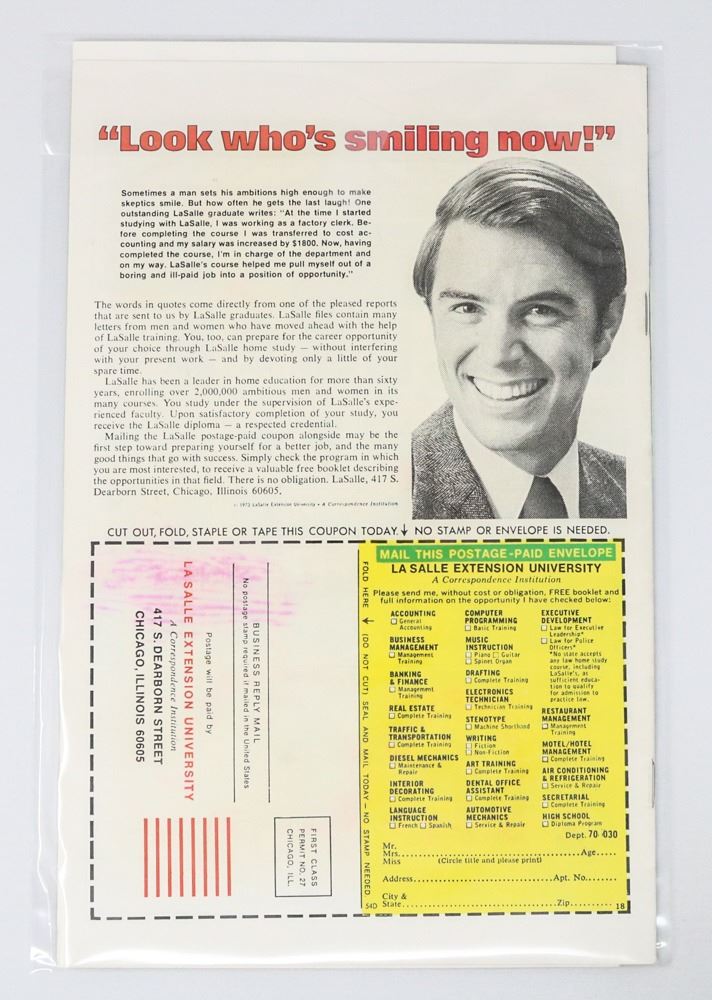 “Look who's smiling now!”
Sometimes a man sets his ambitions high enough to make
skeptics smile. But how often he gets the last laugh! One
outstanding LaSalle graduate writes: “At the time I started
studying with LaSalle, I was working as a factory clerk. Be-
fore completing the course I was transferred to cost ac-
counting and my salary was increased by $1800. Now, having
completed the course, I'm in charge of the department and
on my way. LaSalle's course helped me pull myself out of a
boring and ill-paid job into a position of opportunity.”
The words in quotes come directly from one of the pleased reports
that are sent to us by LaSalle graduates. LaSalle files contain many
letters from men and women who have moved ahead with the help
of LaSalle training. You, too, can prepare for the career opportunity
of your choice through LaSalle home study — without interfering
with your present work — and by devoting only a little of your
spare time.
LaSalle has been a leader in home education for more than sixty
years, enrolling over 2,000,000 ambitious men and women in its
many courses. You study under the supervision of LaSalle's expe-
rienced faculty. Upon satisfactory completion of your study, you
receive the LaSalle diploma — a respected credential.
Mailing the LaSalle postage-paid coupon alongside may be the
first step toward preparing yourself for a better job, and the many
good things that go with success. Simply check the program in which
you are most interested, to receive a valuable free booklet describing
the opportunities in that field. There is no obligation. LaSalle, 417 S.
Dearborn Street, Chicago, Illinois 60605.
© 1973 LaSalle Extension University • A Correspondence Institution
CUT OUT, FOLD, STAPLE OR TAPE THIS COUPON TODAY. ↓ NO STAMP OR ENVELOPE IS NEEDED.
BUSINESS REPLY MAIL
No postage stamp required if mailed in the United States
Postage will be paid by
LA SALLE EXTENSION UNIVERSITY
A Correspondence Institution
417 S. DEARBORN STREET
CHICAGO, ILLINOIS 60605
FIRST CLASS
PERMIT NO. 27
CHICAGO, ILL.
FOLD HERE ← (DO NOT CUT) SEAL AND MAIL TODAY — NO STAMP NEEDED
MAIL THIS POSTAGE-PAID ENVELOPE
LA SALLE EXTENSION UNIVERSITY
A Correspondence Institution
Please send me, without cost or obligation, FREE booklet and
full information on the opportunity I have checked below:
ACCOUNTING
General
Accounting
BUSINESS
MANAGEMENT
Management
Training
BANKING
& FINANCE
Management
Training
REAL ESTATE
Complete Training
TRAFFIC &
TRANSPORTATION
Complete Training
DIESEL MECHANICS
Maintenance &
Repair
INTERIOR
DECORATING
Complete Training
LANGUAGE
INSTRUCTION
French Spanish
COMPUTER
PROGRAMMING
Basic Training
MUSIC
INSTRUCTION
Piano Guitar
Spinet Organ
DRAFTING
Complete Training
ELECTRONICS
TECHNICIAN
Technician Training
STENOTYPE
Machine Shorthand
WRITING
Fiction
Non-Fiction
ART TRAINING
Complete Training
DENTAL OFFICE
ASSISTANT
Complete Training
AUTOMOTIVE
MECHANICS
Service & Repair
EXECUTIVE
DEVELOPMENT
Law for Executive
Leadership*
Law for Police
Officers*
*No state accepts
any law home study
course, including
LaSalle's, as
sufficient educa-
tion to qualify
for admission to
practice law.
RESTAURANT
MANAGEMENT
Management
Training
MOTEL/HOTEL
MANAGEMENT
Complete Training
AIR CONDITIONING
& REFRIGERATION
Service & Repair
SECRETARIAL
Complete Training
HIGH SCHOOL
Diploma Program
Dept. 70-030
Mr.
Mrs.......Age....
Miss (Circle title and please print)
Address..........Apt. No.......
City &
State..........Zip..........
54D
18